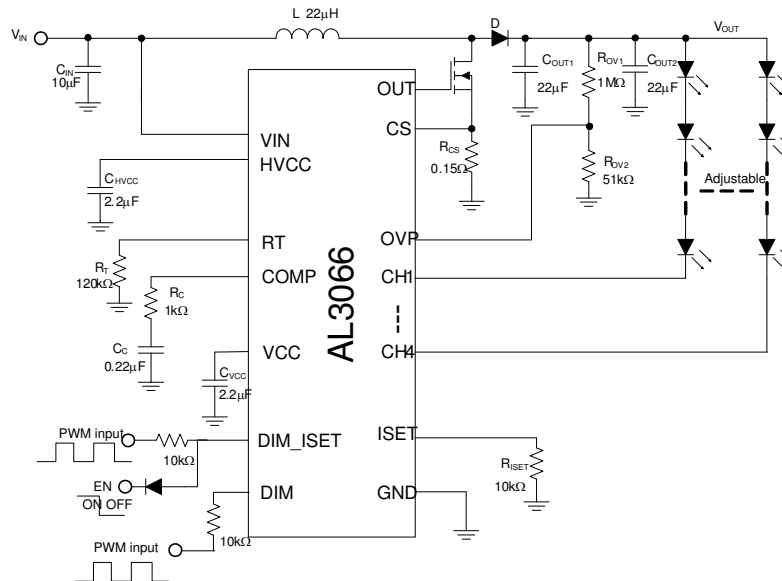 L 22μH
D
VIN
VOUT
CIN
10μF
COUT1
22μF
ROV1
1MΩ
COUT2
22μF
OUT
CS
VIN
HVCC
RCS
0.15Ω
ROV2
51kΩ
Adjustable
CHVCC
2.2μF
RT
OVP
RT
120kΩ
COMP
CH1
RC
1kΩ
AL3066
CC
0.22μF
VCC
CH4
CVCC
2.2μF
PWM input
10kΩ
DIM_ISET
ISET
RISET
10kΩ
EN
ON OFF
DIM
GND
10kΩ
PWM input